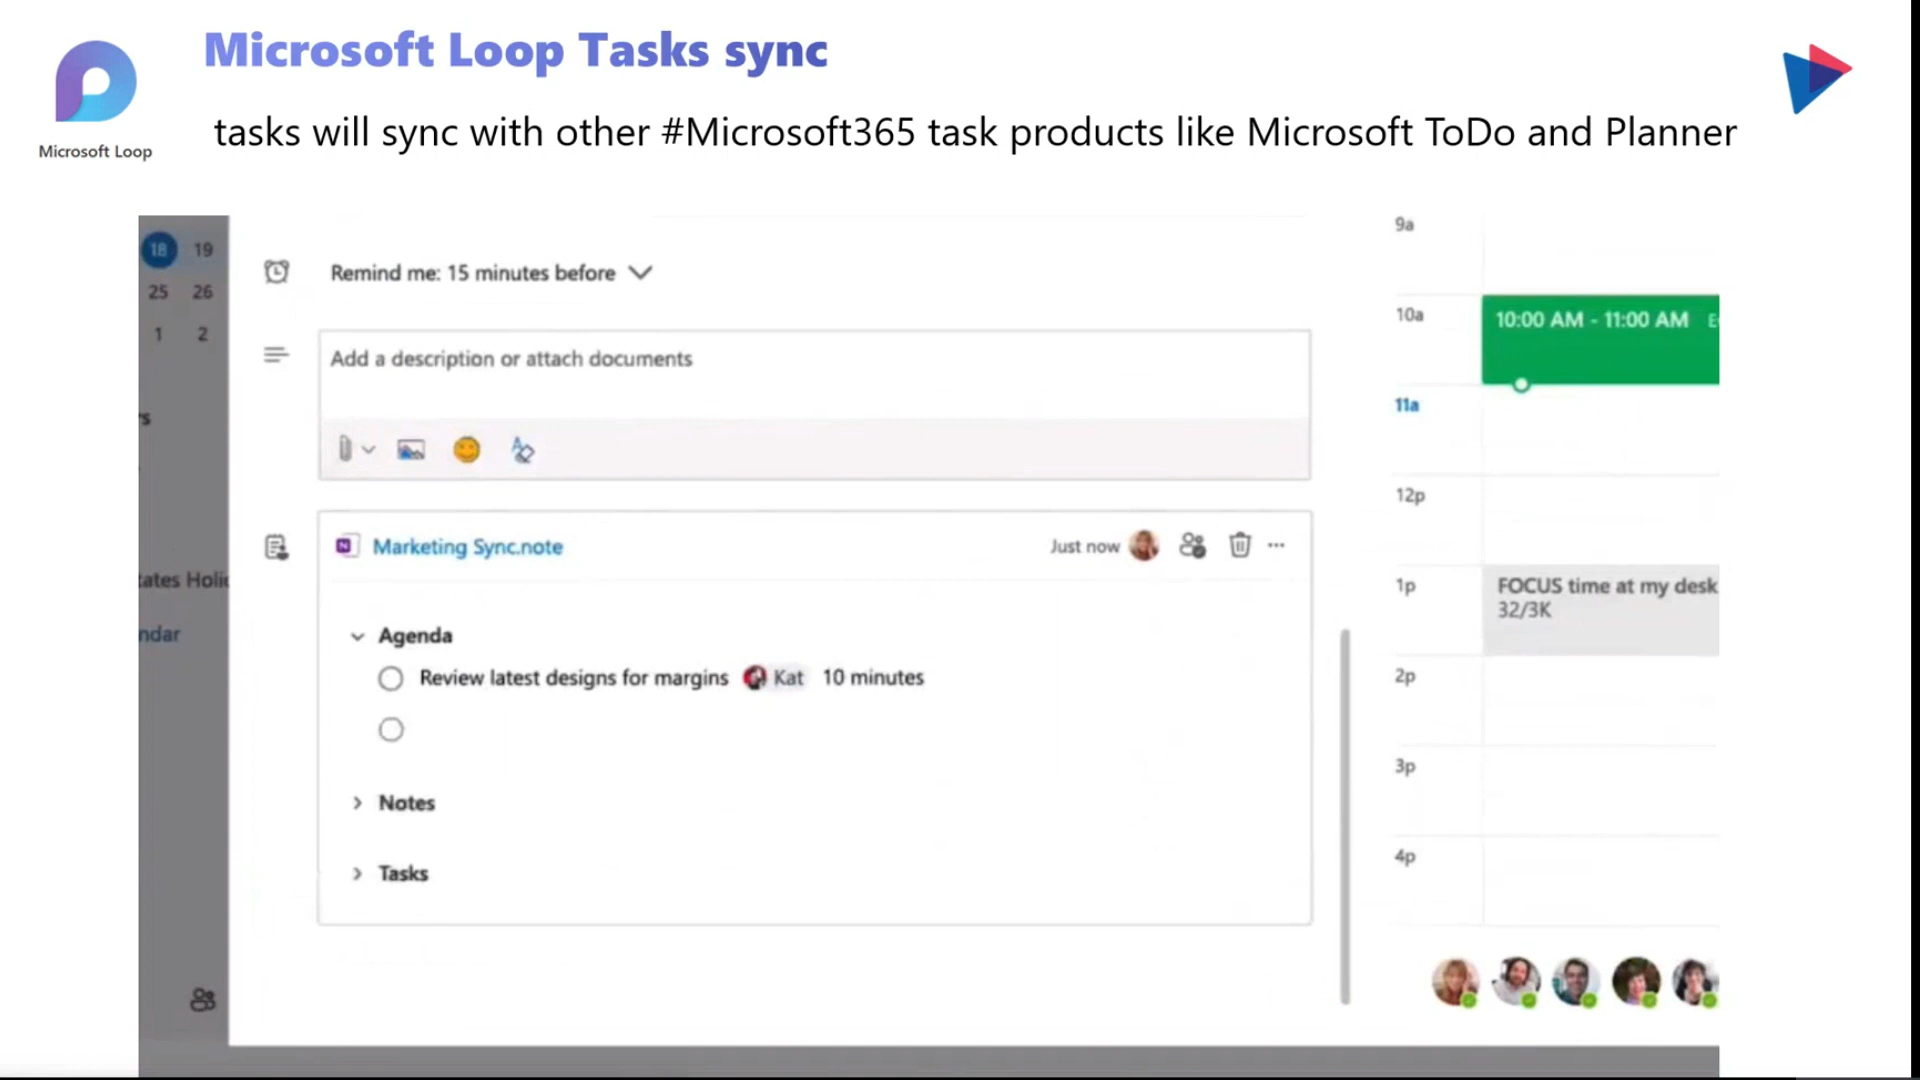 Microsoft Loop Tasks sync
tasks will sync with other #Microsoft365 task products like Microsoft ToDo and Planner
Microsoft Loop
18 19
25 26
1 2
rs
tates Holid
ndar
Remind me: 15 minutes before
Add a description or attach documents
Marketing Sync.note
Just now
Agenda
Review latest designs for margins Kat 10 minutes
Notes
Tasks
9a
10a
10:00 AM - 11:00 AM
11a
12p
1p
FOCUS time at my desk
32/3K
2p
3p
4p